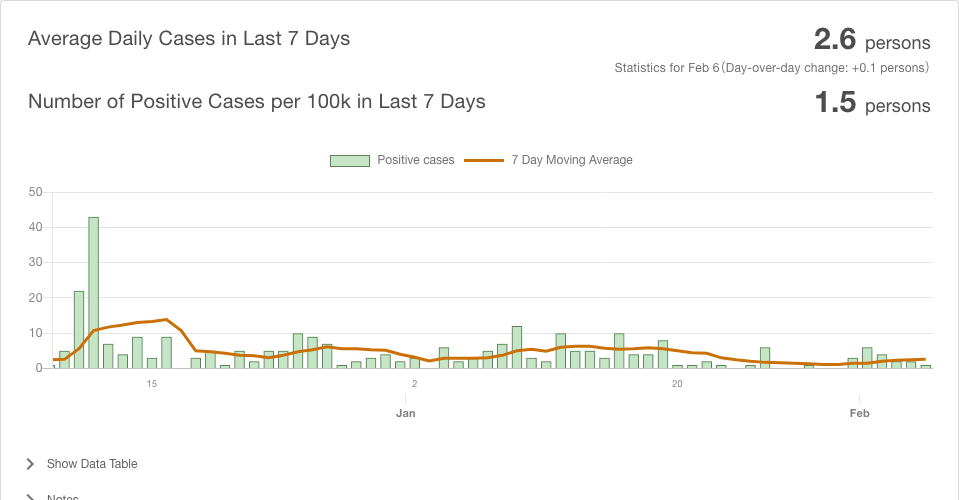 Average Daily Cases in Last 7 Days
2.6 persons
Statistics for Feb 6 (Day-over-day change: +0.1 persons)
Number of Positive Cases per 100k in Last 7 Days
1.5 persons
Positive cases
7 Day Moving Average
50
40
30
20
10
0
15
2
20
Jan
Feb
Show Data Table
Notes